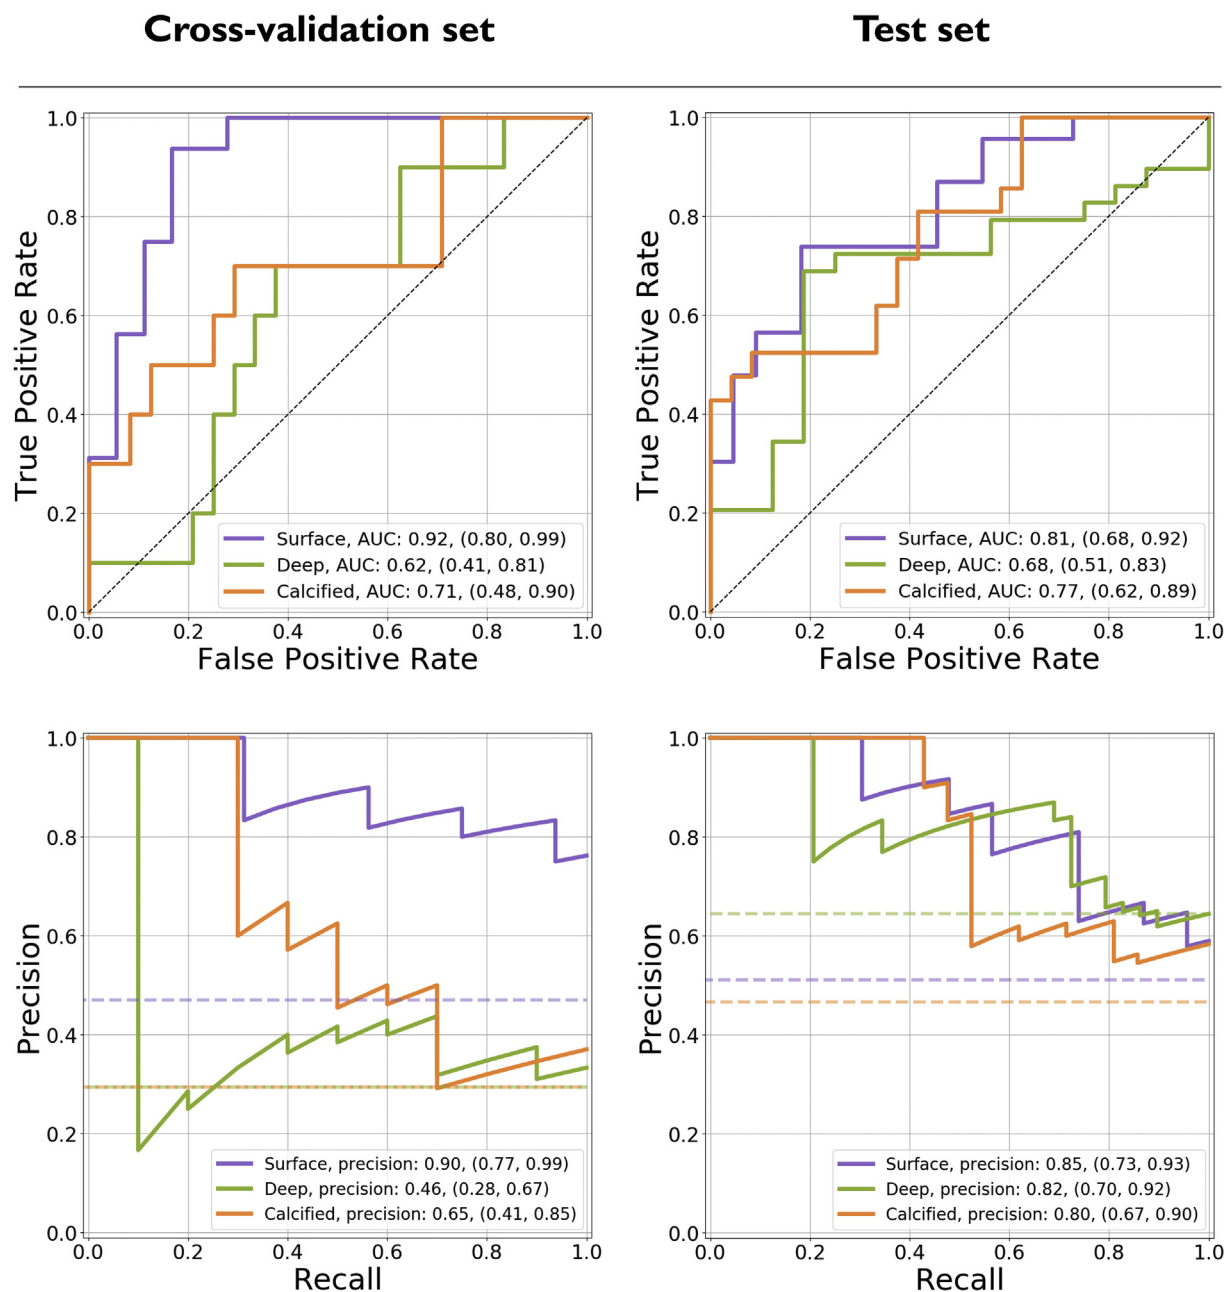 Cross-validation set
Test set
1.0
0.8
0.6
0.4
0.2
0.0
True Positive Rate
Surface, AUC: 0.92, (0.80, 0.99)
Deep, AUC: 0.62, (0.41, 0.81)
Calcified, AUC: 0.71, (0.48, 0.90)
0.0 0.2 0.4 0.6 0.8 1.0
False Positive Rate
1.0
0.8
0.6
0.4
0.2
0.0
True Positive Rate
Surface, AUC: 0.81, (0.68, 0.92)
Deep, AUC: 0.68, (0.51, 0.83)
Calcified, AUC: 0.77, (0.62, 0.89)
0.0 0.2 0.4 0.6 0.8 1.0
False Positive Rate
1.0
0.8
0.6
0.4
0.2
0.0
Precision
Surface, precision: 0.90, (0.77, 0.99)
Deep, precision: 0.46, (0.28, 0.67)
Calcified, precision: 0.65, (0.41, 0.85)
0.0 0.2 0.4 0.6 0.8 1.0
Recall
1.0
0.8
0.6
0.4
0.2
0.0
Precision
Surface, precision: 0.85, (0.73, 0.93)
Deep, precision: 0.82, (0.70, 0.92)
Calcified, precision: 0.80, (0.67, 0.90)
0.0 0.2 0.4 0.6 0.8 1.0
Recall